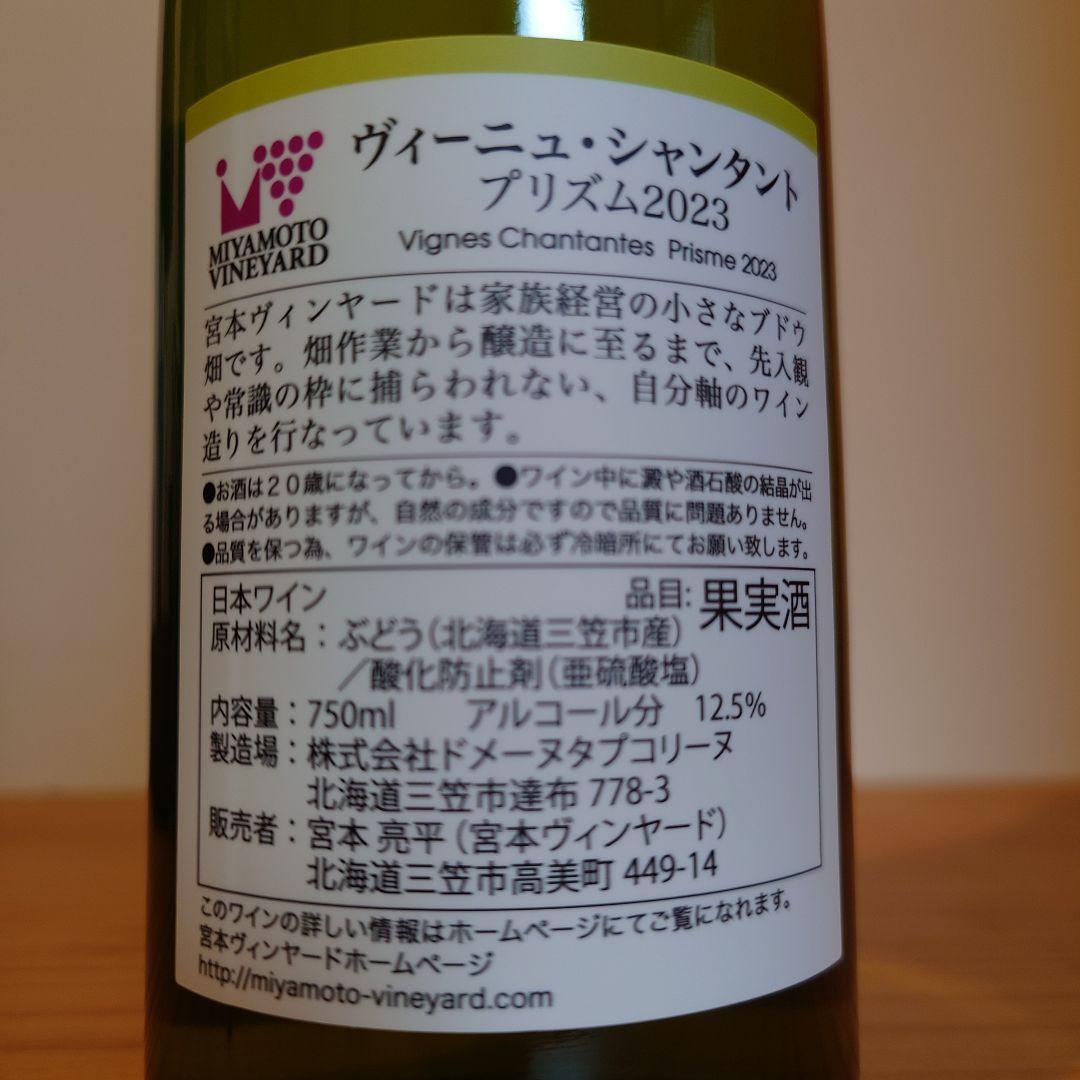 MIYAMOTO
VINEYARD
ヴィーニュ・シャンタント
プリズム2023
Vignes Chantantes Prisme 2023
宮本ヴィンヤードは家族経営の小さなブドウ
畑です。畑作業から醸造に至るまで、先入観
や常識の枠に捕らわれない、自分軸のワイン
造りを行なっています。
●お酒は20歳になってから。●ワイン中に澱や酒石酸の結晶が出
る場合がありますが、自然の成分ですので品質に問題ありません。
●品質を保つ為、ワインの保管は必ず冷暗所にてお願い致します。
日本ワイン 品目:果実酒
原材料名：ぶどう(北海道三笠市産)
／酸化防止剤(亜硫酸塩)
内容量：750ml アルコール分 12.5%
製造場：株式会社ドメーヌタプコリーヌ
北海道三笠市達布 778-3
販売者：宮本 亮平(宮本ヴィンヤード)
北海道三笠市高美町 449-14
このワインの詳しい情報はホームページにてご覧になれます。
宮本ヴィンヤードホームページ
http://miyamoto-vineyard.com